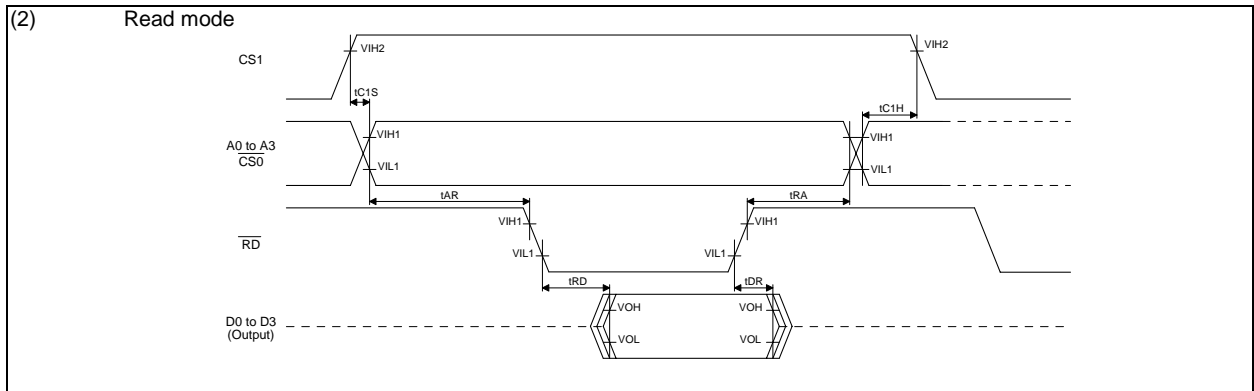 (2) Read mode
CS1
VIH2
VIH2
tC1S
tC1H
A0 to A3
CS0
VIH1
VIL1
VIH1
VIL1
tAR
tRA
RD
VIH1
VIL1
VIH1
VIL1
tRD
tDR
D0 to D3
(Output)
VOH
VOL
VOH
VOL